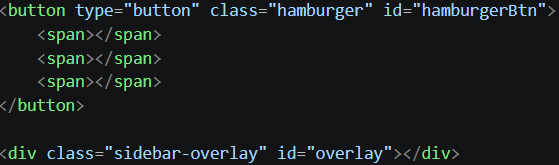 <button type="button" class="hamburger" id="hamburgerBtn">
    <span></span>
    <span></span>
    <span></span>
</button>

<div class="sidebar-overlay" id="overlay"></div>